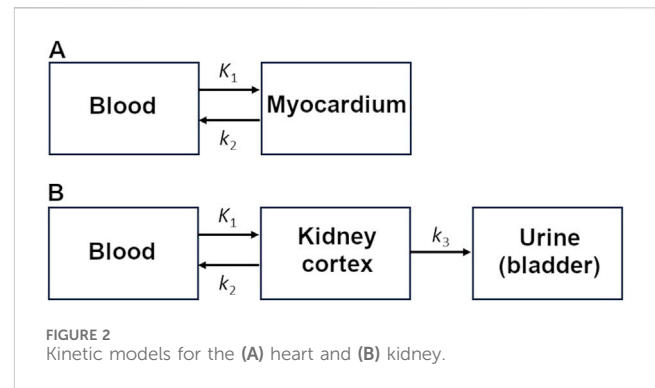 A
Blood
K1
k2
Myocardium
B
Blood
K1
k2
Kidney
cortex
k3
Urine
(bladder)
FIGURE 2
Kinetic models for the (A) heart and (B) kidney.